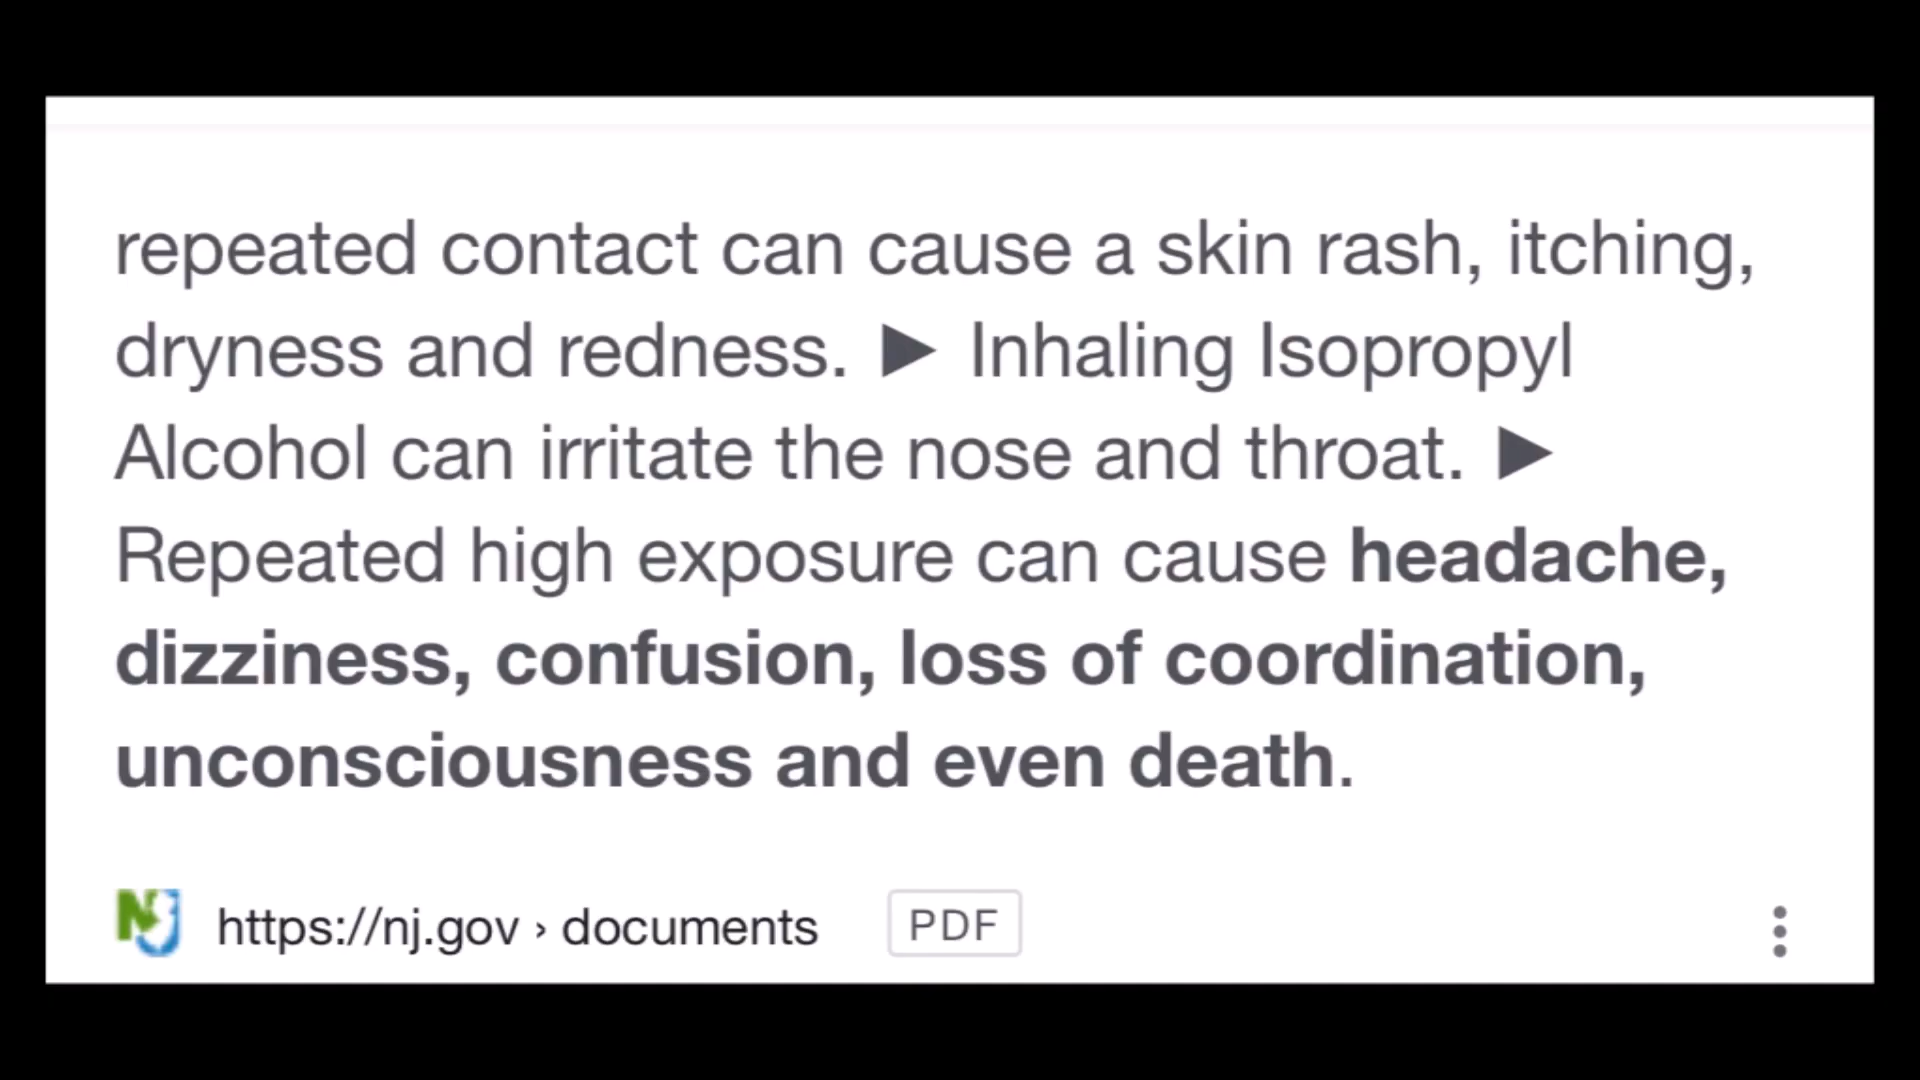 repeated contact can cause a skin rash, itching,
dryness and redness. ► Inhaling Isopropyl
Alcohol can irritate the nose and throat. ►
Repeated high exposure can cause headache,
dizziness, confusion, loss of coordination,
unconsciousness and even death.
NJ https://nj.gov › documents PDF